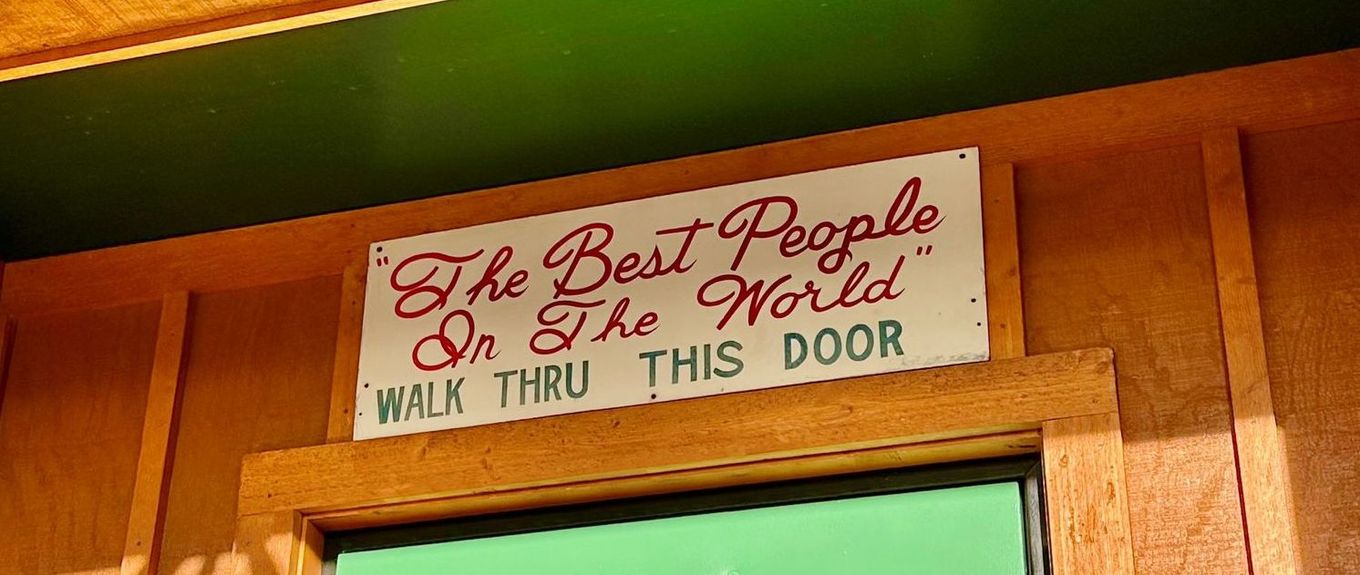 "The Best People
In The World"
WALK THRU THIS DOOR